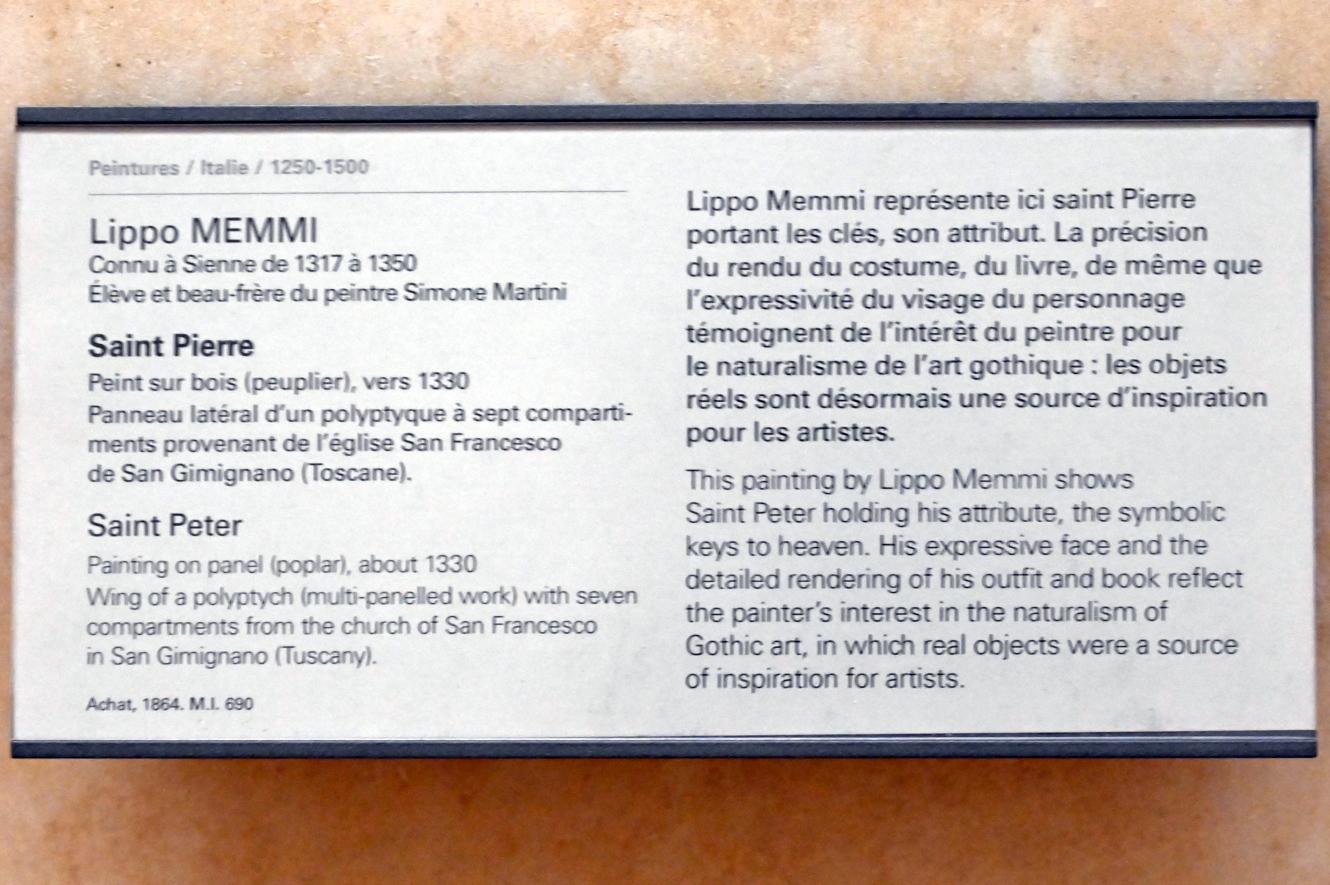 Peintures / Italie / 1250-1500
Lippo MEMMI
Connu à Sienne de 1317 à 1350
Élève et beau-frère du peintre Simone Martini
Saint Pierre
Peint sur bois (peuplier), vers 1330
Panneau latéral d'un polyptyque à sept comparti-
ments provenant de l'église San Francesco
de San Gimignano (Toscane).
Saint Peter
Painting on panel (poplar), about 1330
Wing of a polyptych (multi-panelled work) with seven
compartments from the church of San Francesco
in San Gimignano (Tuscany).
Achat, 1864. M.I. 690
Lippo Memmi représente ici saint Pierre
portant les clés, son attribut. La précision
du rendu du costume, du livre, de même que
l'expressivité du visage du personnage
témoignent de l'intérêt du peintre pour
le naturalisme de l'art gothique : les objets
réels sont désormais une source d'inspiration
pour les artistes.
This painting by Lippo Memmi shows
Saint Peter holding his attribute, the symbolic
keys to heaven. His expressive face and the
detailed rendering of his outfit and book reflect
the painter's interest in the naturalism of
Gothic art, in which real objects were a source
of inspiration for artists.